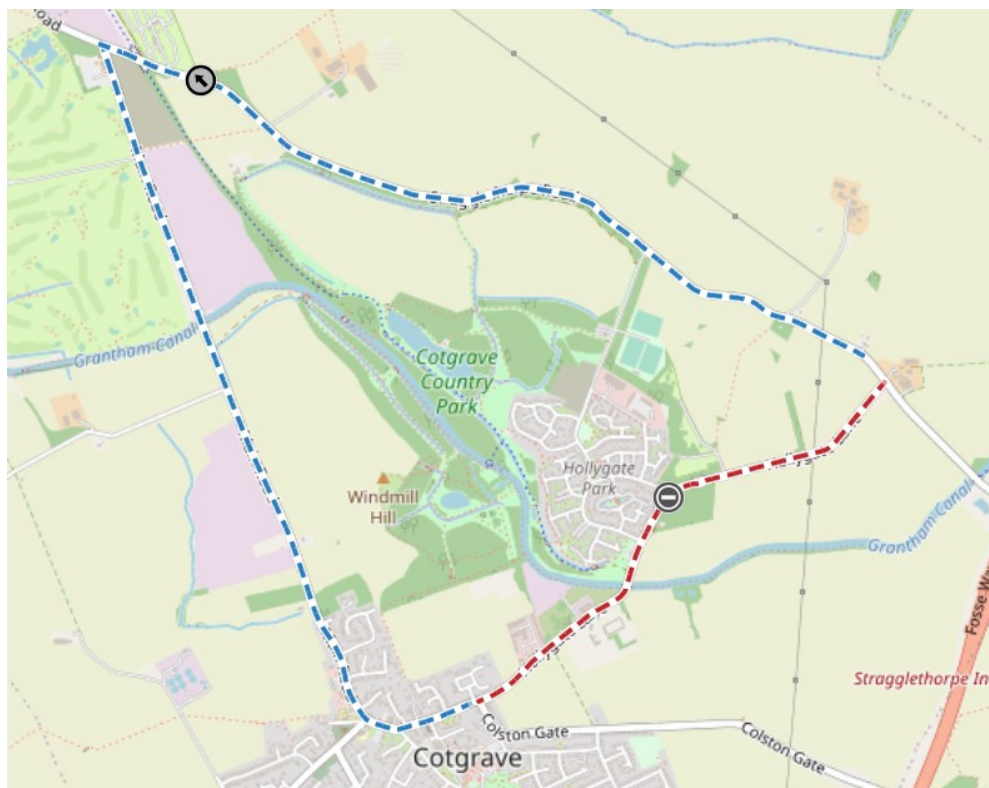 Road
Grantham Canal
Cotgrave
Country
Park
Hollygate
Park
Windmill
Hill
Grantham Canal
Fosse Wa
Stragglethorpe In
Colston Gate
Colston Gate
Cotgrave